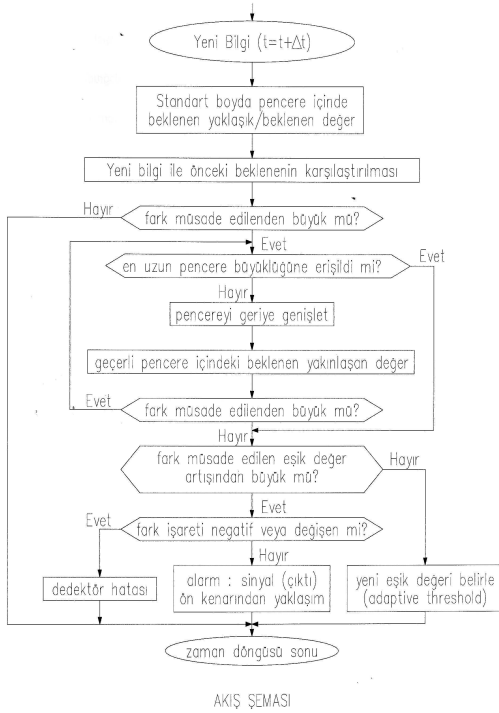 Yeni Bilgi (t=t+Δt)
Standart boyda pencere içinde
beklenen yaklaşık/beklenen değer
Yeni bilgi ile önceki beklenenin karşılaştırılması
Hayır
fark müsade edilenden büyük mü?
Evet
en uzun pencere büyüklüğüne erişildi mi?
Evet
Hayır
pencereyi geriye genişlet
geçerli pencere içindeki beklenen yakınlaşan değer
Evet
fark müsade edilenden büyük mü?
Hayır
fark müsade edilen eşik değer
artışından büyük mü?
Hayır
Evet
Evet
fark işareti negatif veya değişen mi?
Hayır
dedektör hatası
alarm : sinyal (çıktı)
ön kenarından yaklaşım
yeni eşik değeri belirle
(adaptive threshold)
zaman döngüsü sonu
AKIŞ ŞEMASI